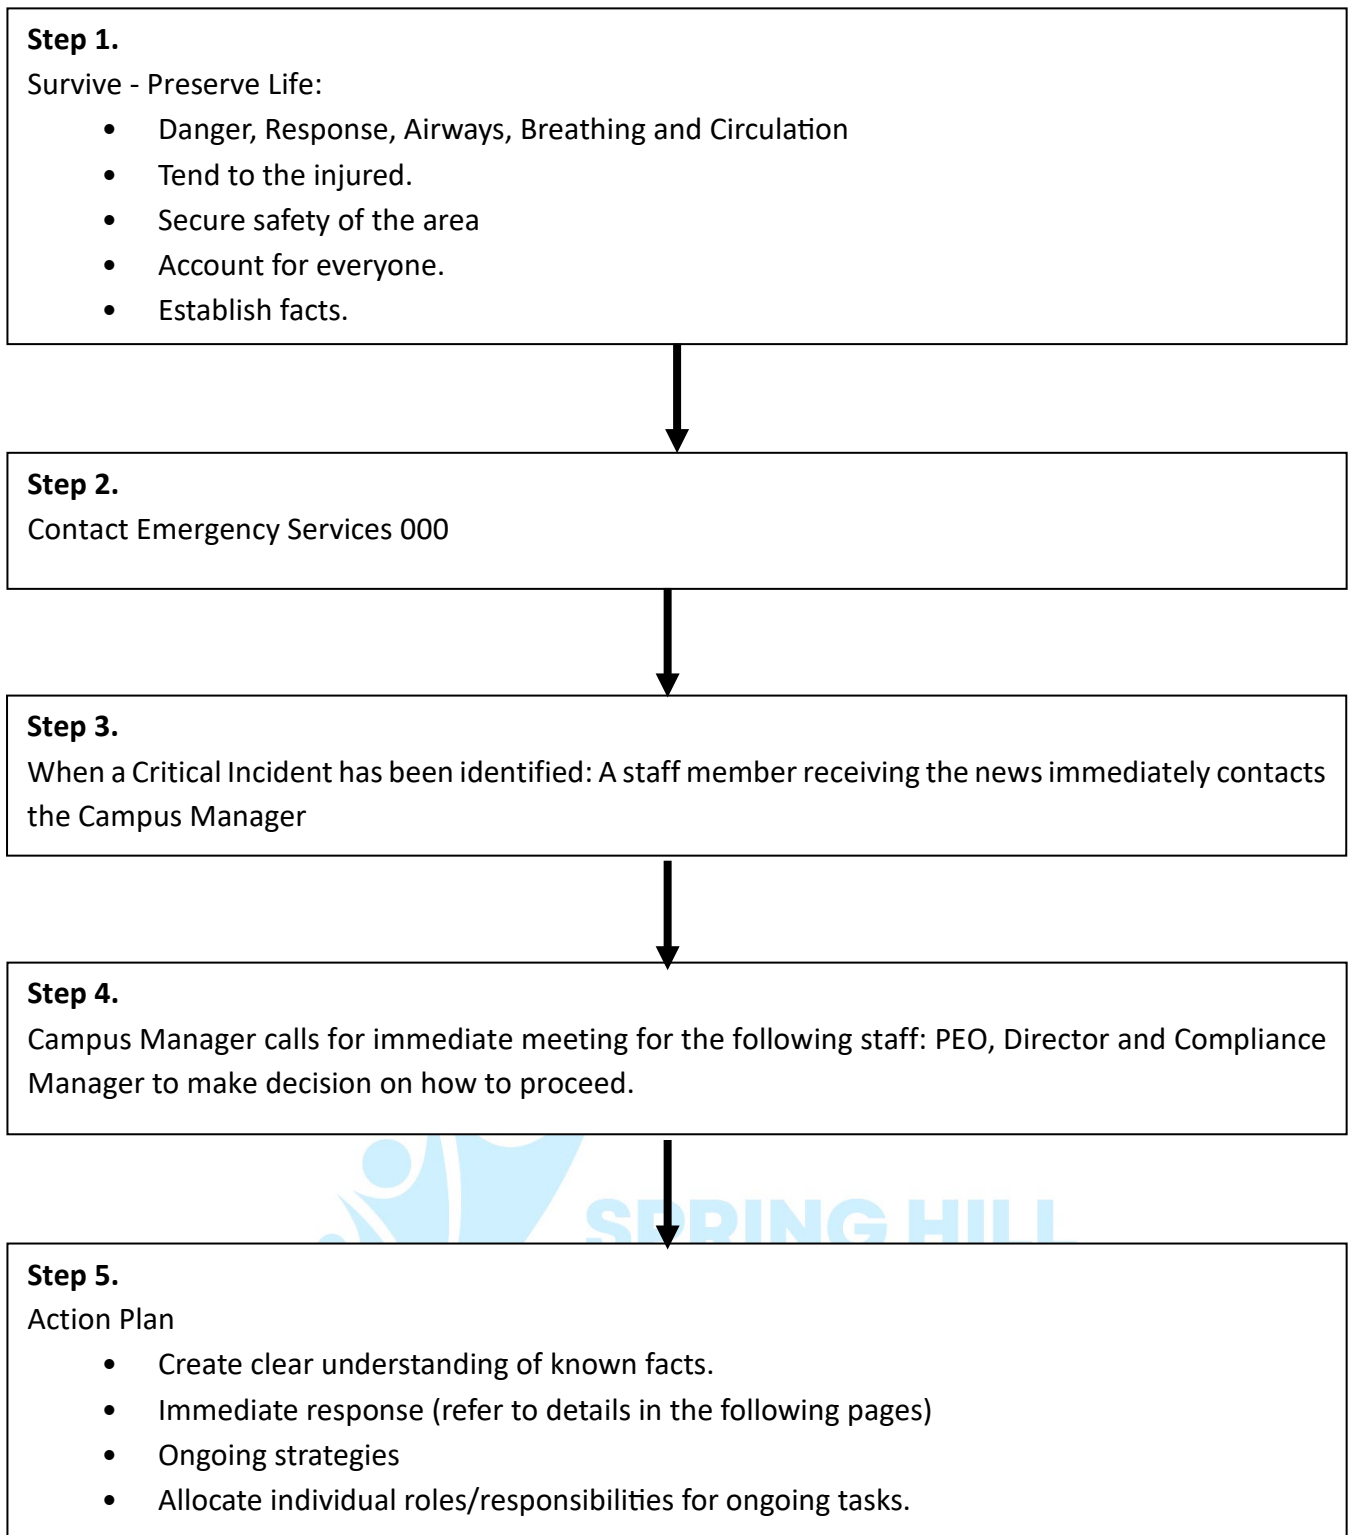 Step 1.
Survive - Preserve Life:
• Danger, Response, Airways, Breathing and Circulation
• Tend to the injured.
• Secure safety of the area
• Account for everyone.
• Establish facts.
Step 2.
Contact Emergency Services 000
Step 3.
When a Critical Incident has been identified: A staff member receiving the news immediately contacts
the Campus Manager
Step 4.
Campus Manager calls for immediate meeting for the following staff: PEO, Director and Compliance
Manager to make decision on how to proceed.
SPRING HILL
Step 5.
Action Plan
• Create clear understanding of known facts.
• Immediate response (refer to details in the following pages)
• Ongoing strategies
• Allocate individual roles/responsibilities for ongoing tasks.